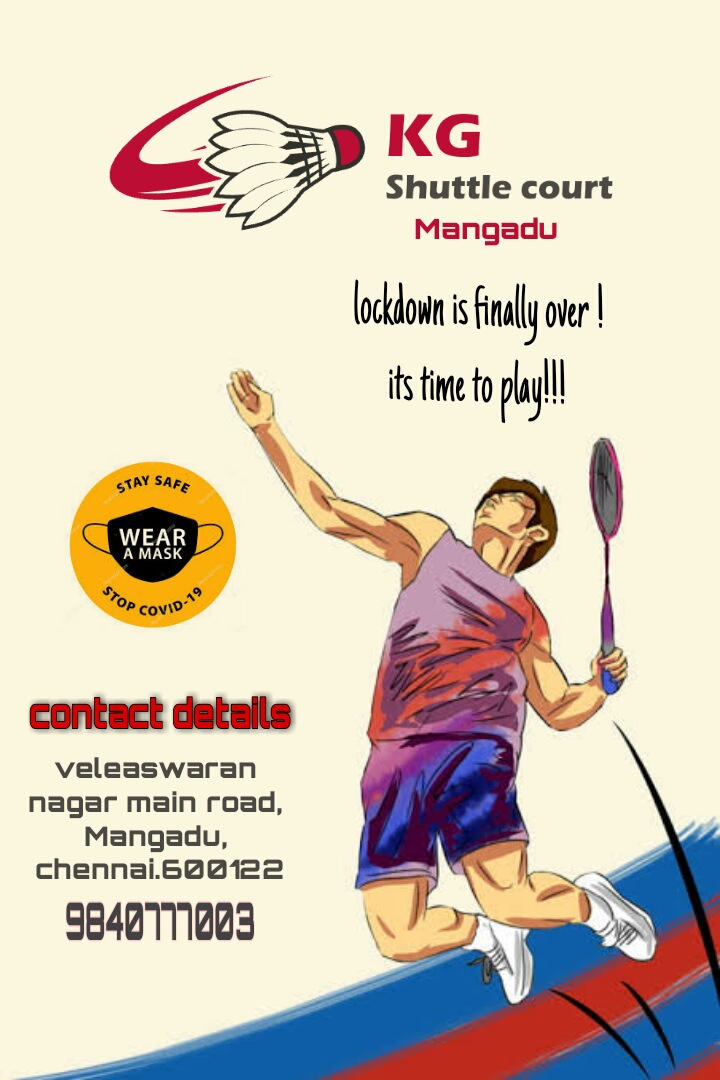 KG
Shuttle court
Mangadu
lockdown is finally over !
its time to play!!!
STAY SAFE
WEAR
A MASK
STOP COVID-19
contact details
veleaswaran
nagar main road,
Mangadu,
chennai.600122
9840777003